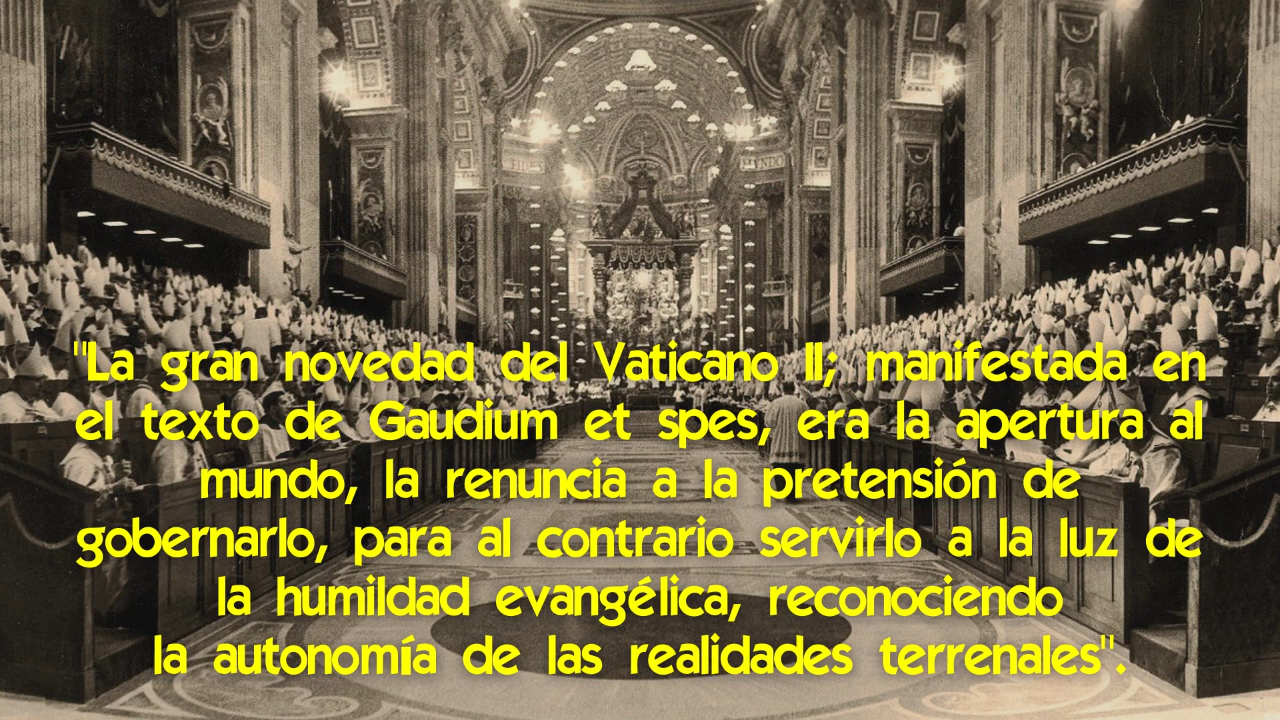 "La gran novedad del Vaticano II; manifestada en
el texto de Gaudium et spes, era la apertura al
mundo, la renuncia a la pretensión de
gobernarlo, para al contrario servirlo a la luz de
la humildad evangélica, reconociendo
la autonomía de las realidades terrenales".